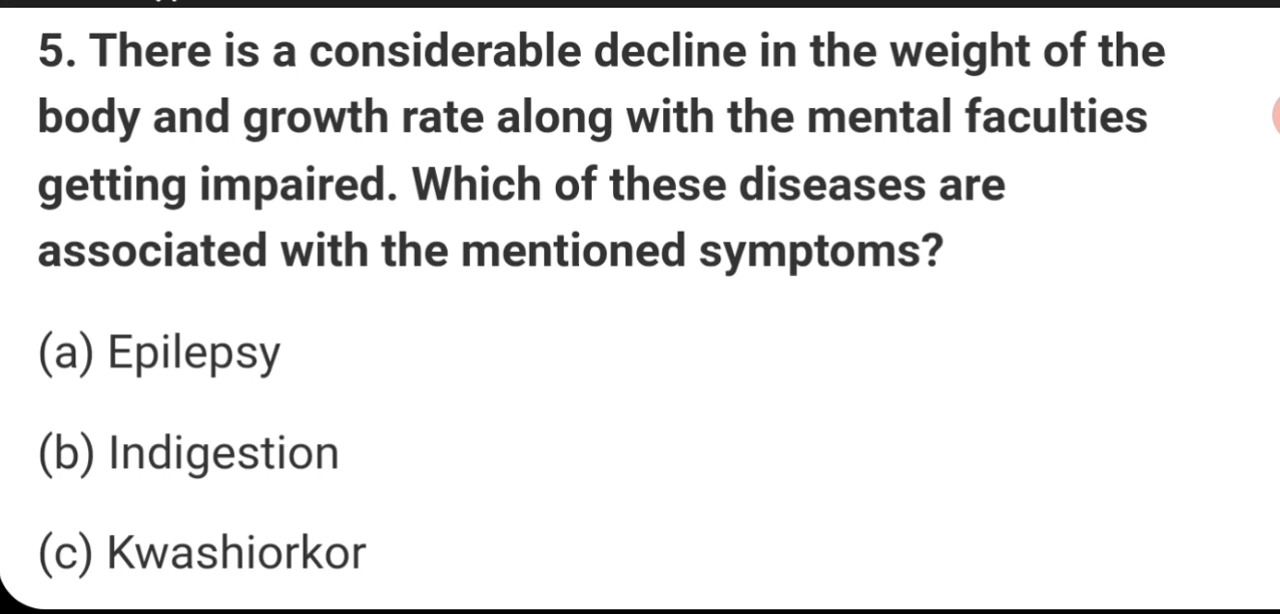 5. There is a considerable decline in the weight of the
body and growth rate along with the mental faculties
getting impaired. Which of these diseases are
associated with the mentioned symptoms?
(a) Epilepsy
(b) Indigestion
(c) Kwashiorkor